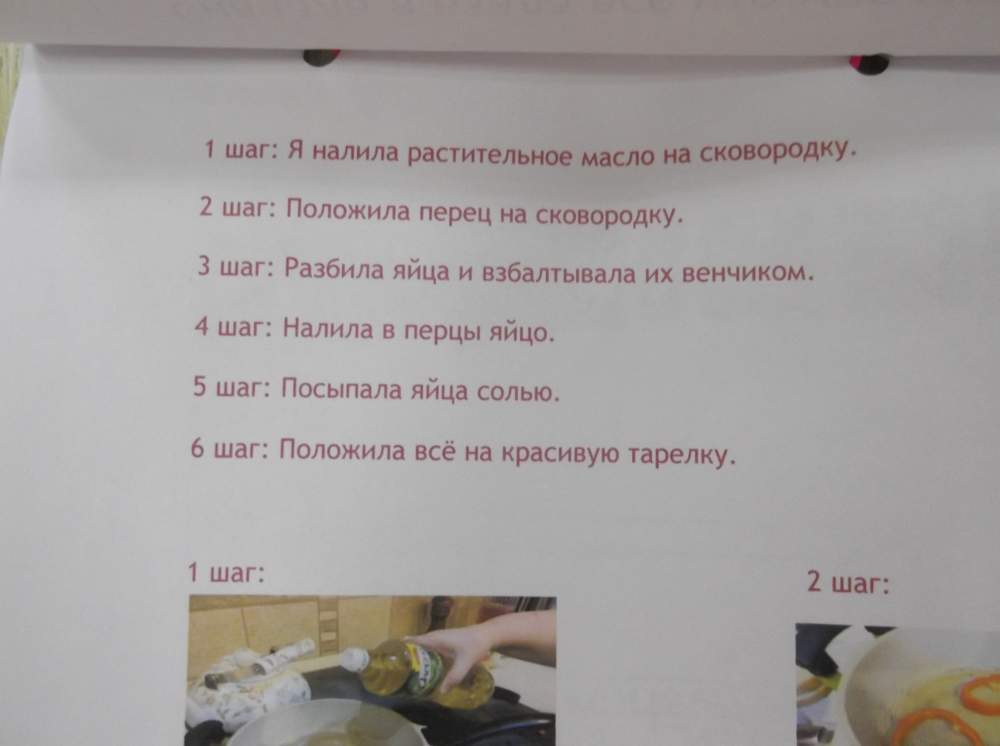 1 шаг: Я налила растительное масло на сковородку.
2 шаг: Положила перец на сковородку.
3 шаг: Разбила яйца и взбалтывала их венчиком.
4 шаг: Налила в перцы яйцо.
5 шаг: Посыпала яйца солью.
6 шаг: Положила всё на красивую тарелку.
1 шаг:
2 шаг: